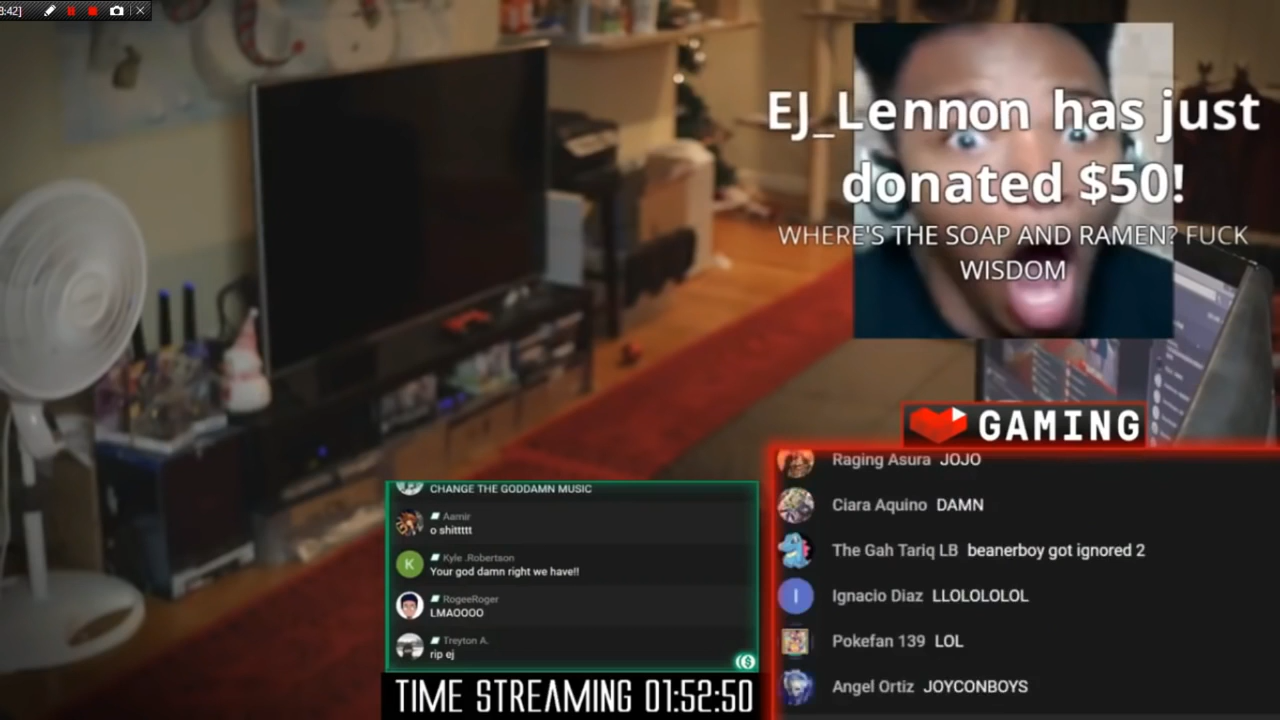 3:42]
EJ_Lennon has just
donated $50!
WHERE'S THE SOAP AND RAMEN? FUCK
WISDOM
GAMING
Raging Asura JOJO
Ciara Aquino DAMN
The Gah Tariq LB beanerboy got ignored 2
Ignacio Diaz LLOLOLOLOL
Pokefan 139 LOL
Angel Ortiz JOYCONBOYS
CHANGE THE GODDAMN MUSIC
Aamir
o shittttt
K
Kyle .Robertson
Your god damn right we have!!
RogeeRoger
LMAOOOO
Treyton A.
rip ej
TIME STREAMING 01:52:50